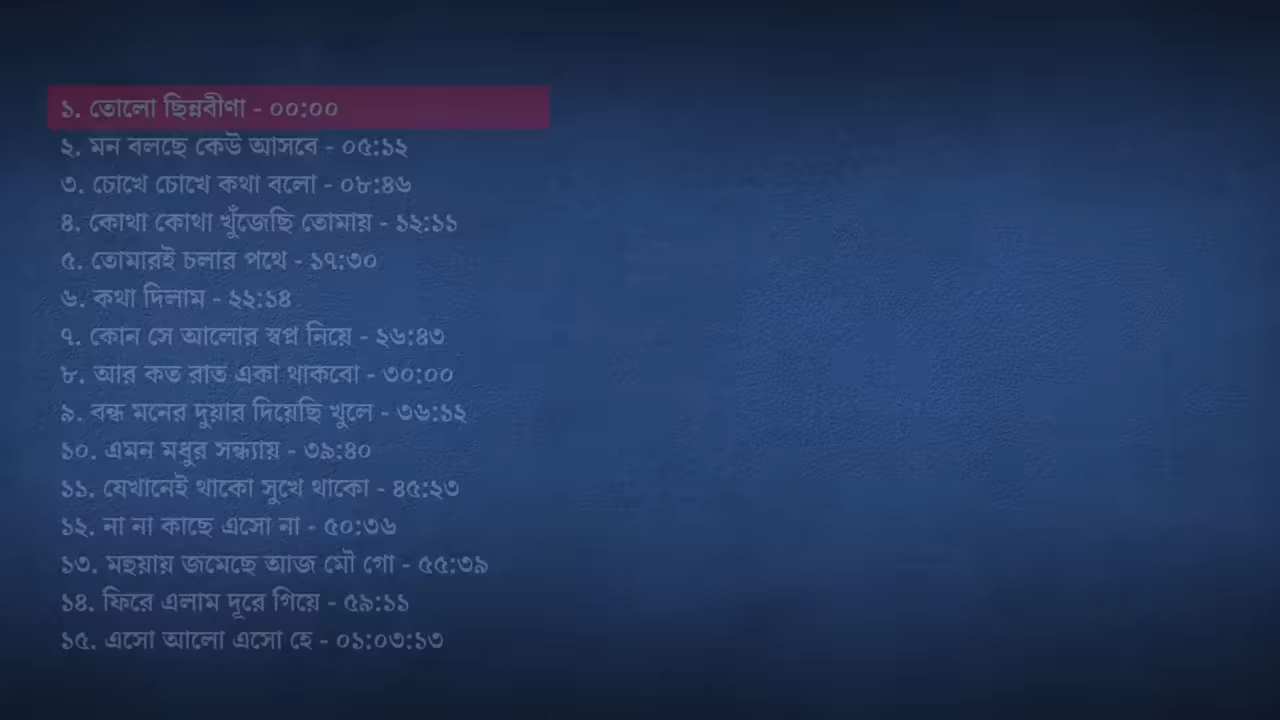 ১. তোলো ছিন্নবীণা - ০০:০০
২. মন বলছে কেউ আসবে - ০৫:১২
৩. চোখে চোখে কথা বলো - ০৮:৪৬
৪. কোথা কোথা খুঁজেছি তোমায় - ১২:১১
৫. তোমারই চলার পথে - ১৭:৩০
৬. কথা দিলাম - ২২:১৪
৭. কোন সে আলোর স্বপ্ন নিয়ে - ২৬:৪৩
৮. আর কত রাত একা থাকবো - ৩০:০০
৯. বন্ধ মনের দুয়ার দিয়েছি খুলে - ৩৬:১২
১০. এমন মধুর সন্ধ্যায় - ৩৯:৪০
১১. যেখানেই থাকো সুখে থাকো - ৪৫:২৩
১২. না না কাছে এসো না - ৫০:৩৬
১৩. মহুয়ায় জমেছে আজ মৌ গো - ৫৫:৩৯
১৪. ফিরে এলাম দূরে গিয়ে - ৫৯:১১
১৫. এসো আলো এসো হে - ০১:০৩:১৩